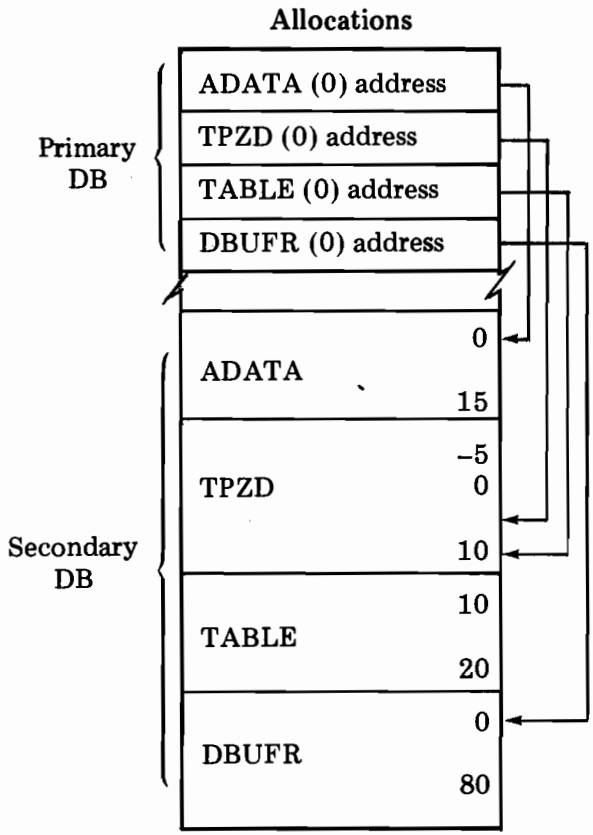 Allocations
ADATA (0) address
TPZD (0) address
TABLE (0) address
DBUFR (0) address
Primary
DB
0
ADATA
15
–5
TPZD
0
10
Secondary
DB
10
TABLE
20
0
DBUFR
80